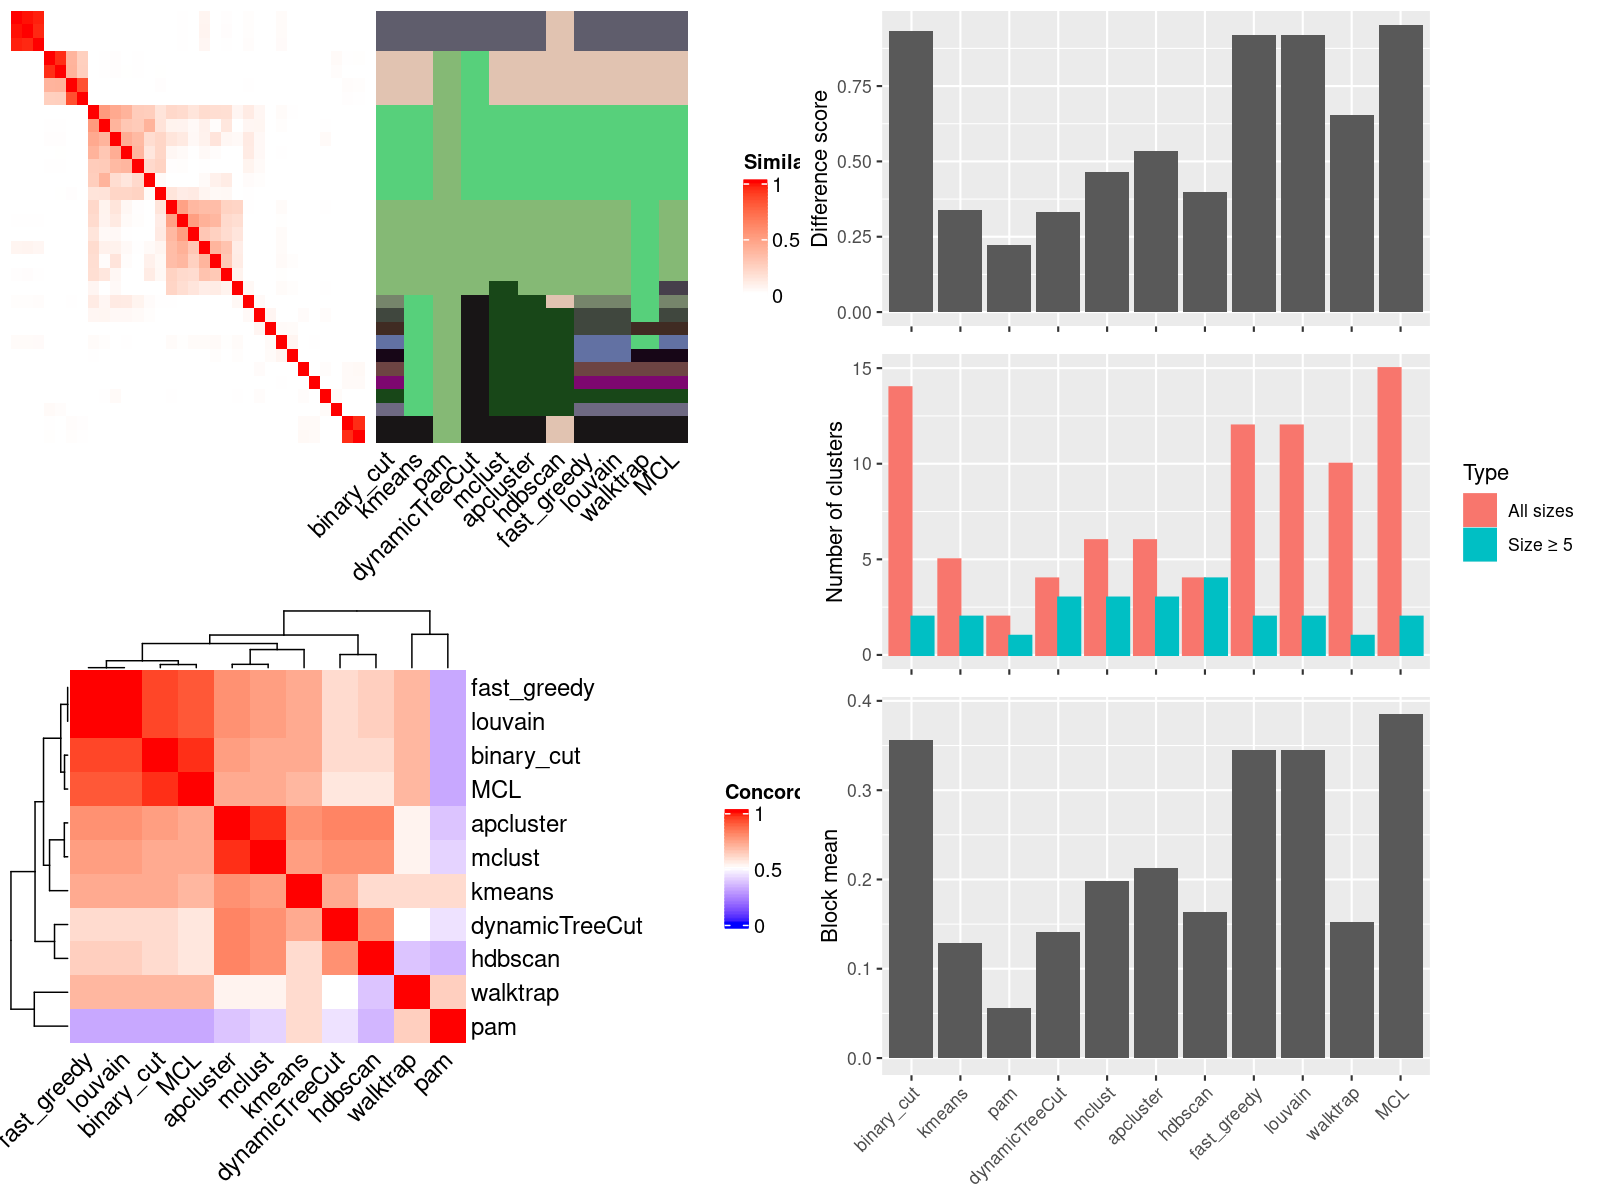 Simila
1
0.5
0
binary_cut
kmeans
pam
dynamicTreeCut
mclust
apcluster
hdbscan
fast_greedy
louvain
walktrap
MCL
Difference score
0.75
0.50
0.25
0.00
Number of clusters
15
10
5
0
Type
All sizes
Size ≥ 5
fast_greedy
louvain
binary_cut
MCL
apcluster
mclust
kmeans
dynamicTreeCut
hdbscan
walktrap
pam
fast_greedy
louvain
binary_cut
MCL
apcluster
mclust
kmeans
dynamicTreeCut
hdbscan
walktrap
pam
Concord
1
0.5
0
Block mean
0.4
0.3
0.2
0.1
0.0
binary_cut
kmeans
pam
dynamicTreeCut
mclust
apcluster
hdbscan
fast_greedy
louvain
walktrap
MCL